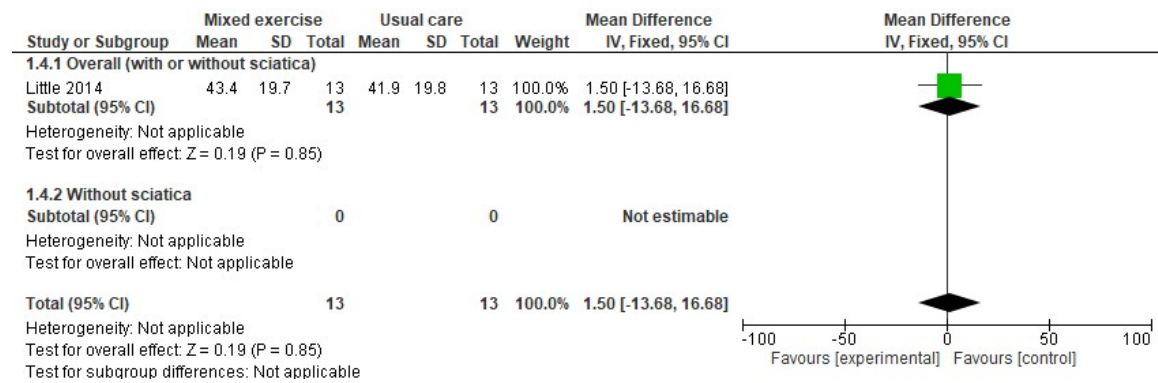 Mixed exercise Usual care Mean Difference Mean Difference
Study or Subgroup Mean SD Total Mean SD Total Weight IV, Fixed, 95% CI IV, Fixed, 95% CI
1.4.1 Overall (with or without sciatica)
Little 2014 43.4 19.7 13 41.9 19.8 13 100.0% 1.50 [-13.68, 16.68]
Subtotal (95% CI) 13 13 100.0% 1.50 [-13.68, 16.68]
Heterogeneity: Not applicable
Test for overall effect: Z = 0.19 (P = 0.85)
1.4.2 Without sciatica
Subtotal (95% CI) 0 0 Not estimable
Heterogeneity: Not applicable
Test for overall effect: Not applicable
Total (95% CI) 13 13 100.0% 1.50 [-13.68, 16.68]
Heterogeneity: Not applicable
Test for overall effect: Z = 0.19 (P = 0.85)
Test for subgroup differences: Not applicable
-100 -50 0 50 100
Favours [experimental] Favours [control]